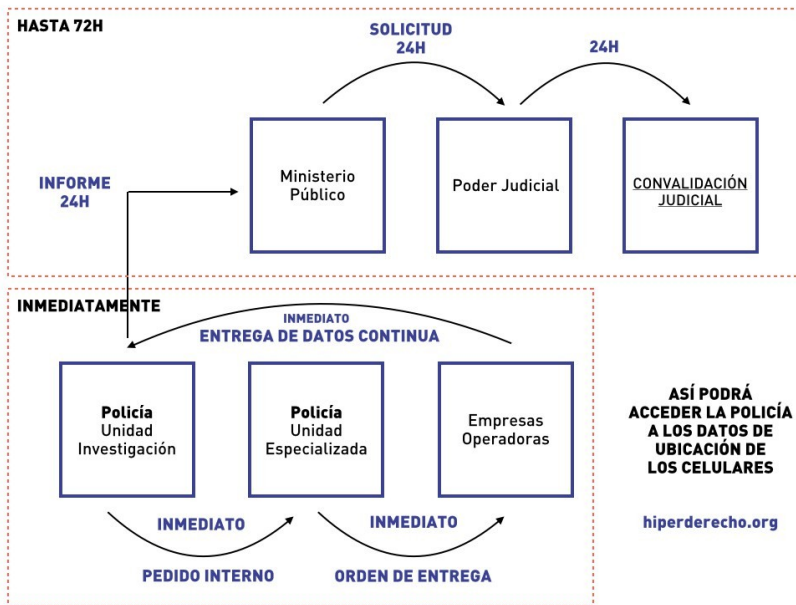 HASTA 72H
SOLICITUD
24H
24H
INFORME
24H
Ministerio
Público
Poder Judicial
CONVALIDACIÓN
JUDICIAL
INMEDIATAMENTE
INMEDIATO
ENTREGA DE DATOS CONTINUA
Policía
Unidad
Investigación
Policía
Unidad
Especializada
Empresas
Operadoras
INMEDIATO
PEDIDO INTERNO
INMEDIATO
ORDEN DE ENTREGA
ASÍ PODRÁ
ACCEDER LA POLICÍA
A LOS DATOS DE
UBICACIÓN DE
LOS CELULARES
hiperderecho.org